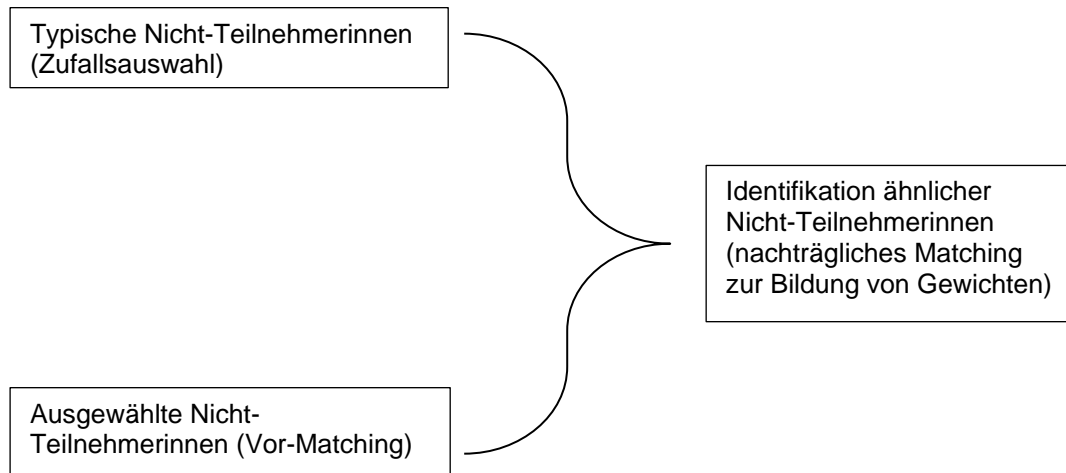 Typische Nicht-Teilnehmerinnen
(Zufallsauswahl)
Identifikation ähnlicher
Nicht-Teilnehmerinnen
(nachträgliches Matching
zur Bildung von Gewichten)
Ausgewählte Nicht-
Teilnehmerinnen (Vor-Matching)